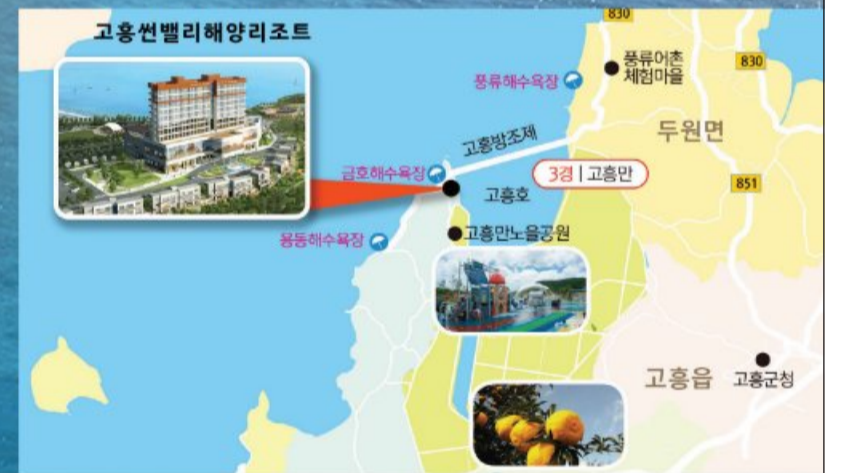 고흥썬밸리해양리조트
830
풍류어촌
체험마을
830
풍류해수욕장
두원면
고흥방조제
금호해수욕장
3경 | 고흥만
851
고흥호
고흥만노을공원
용동해수욕장
고흥읍
고흥군청